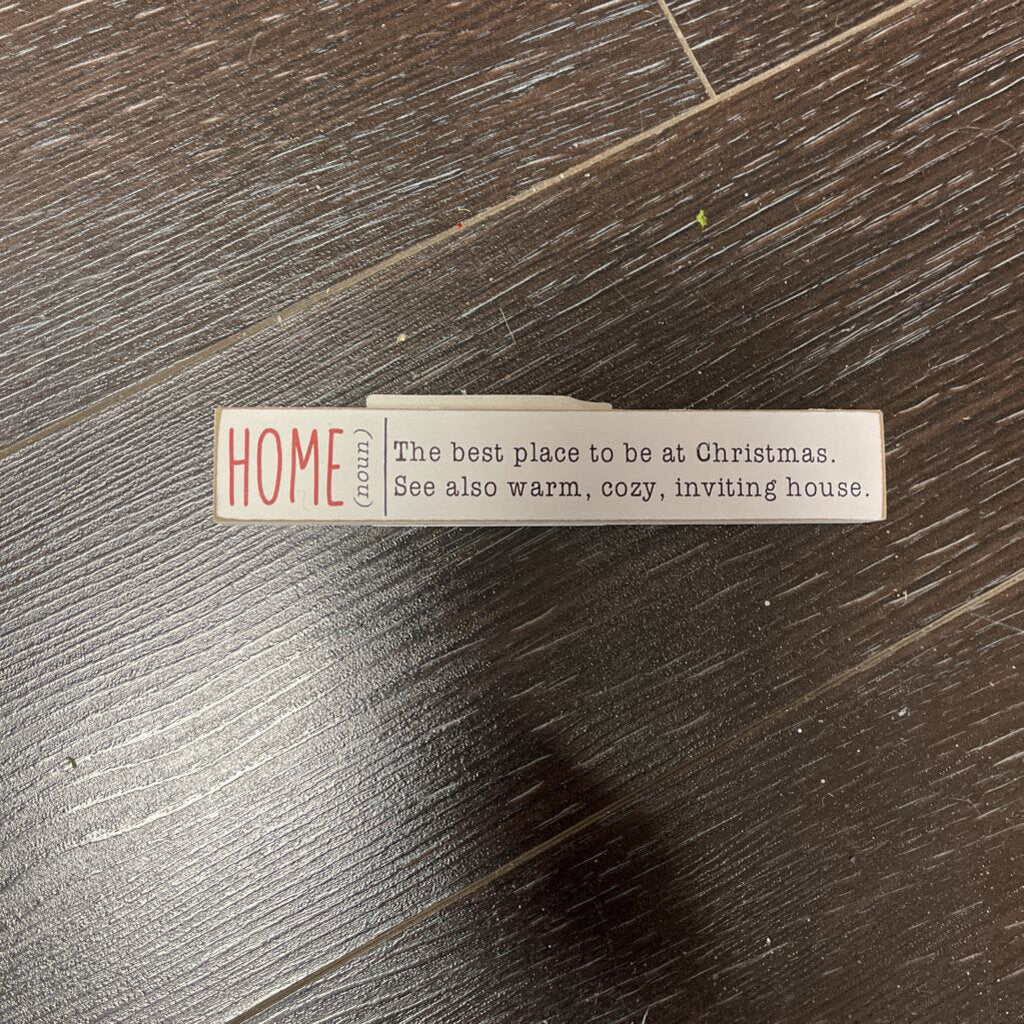 HOME
(noun)
The best place to be at Christmas.
See also warm, cozy, inviting house.